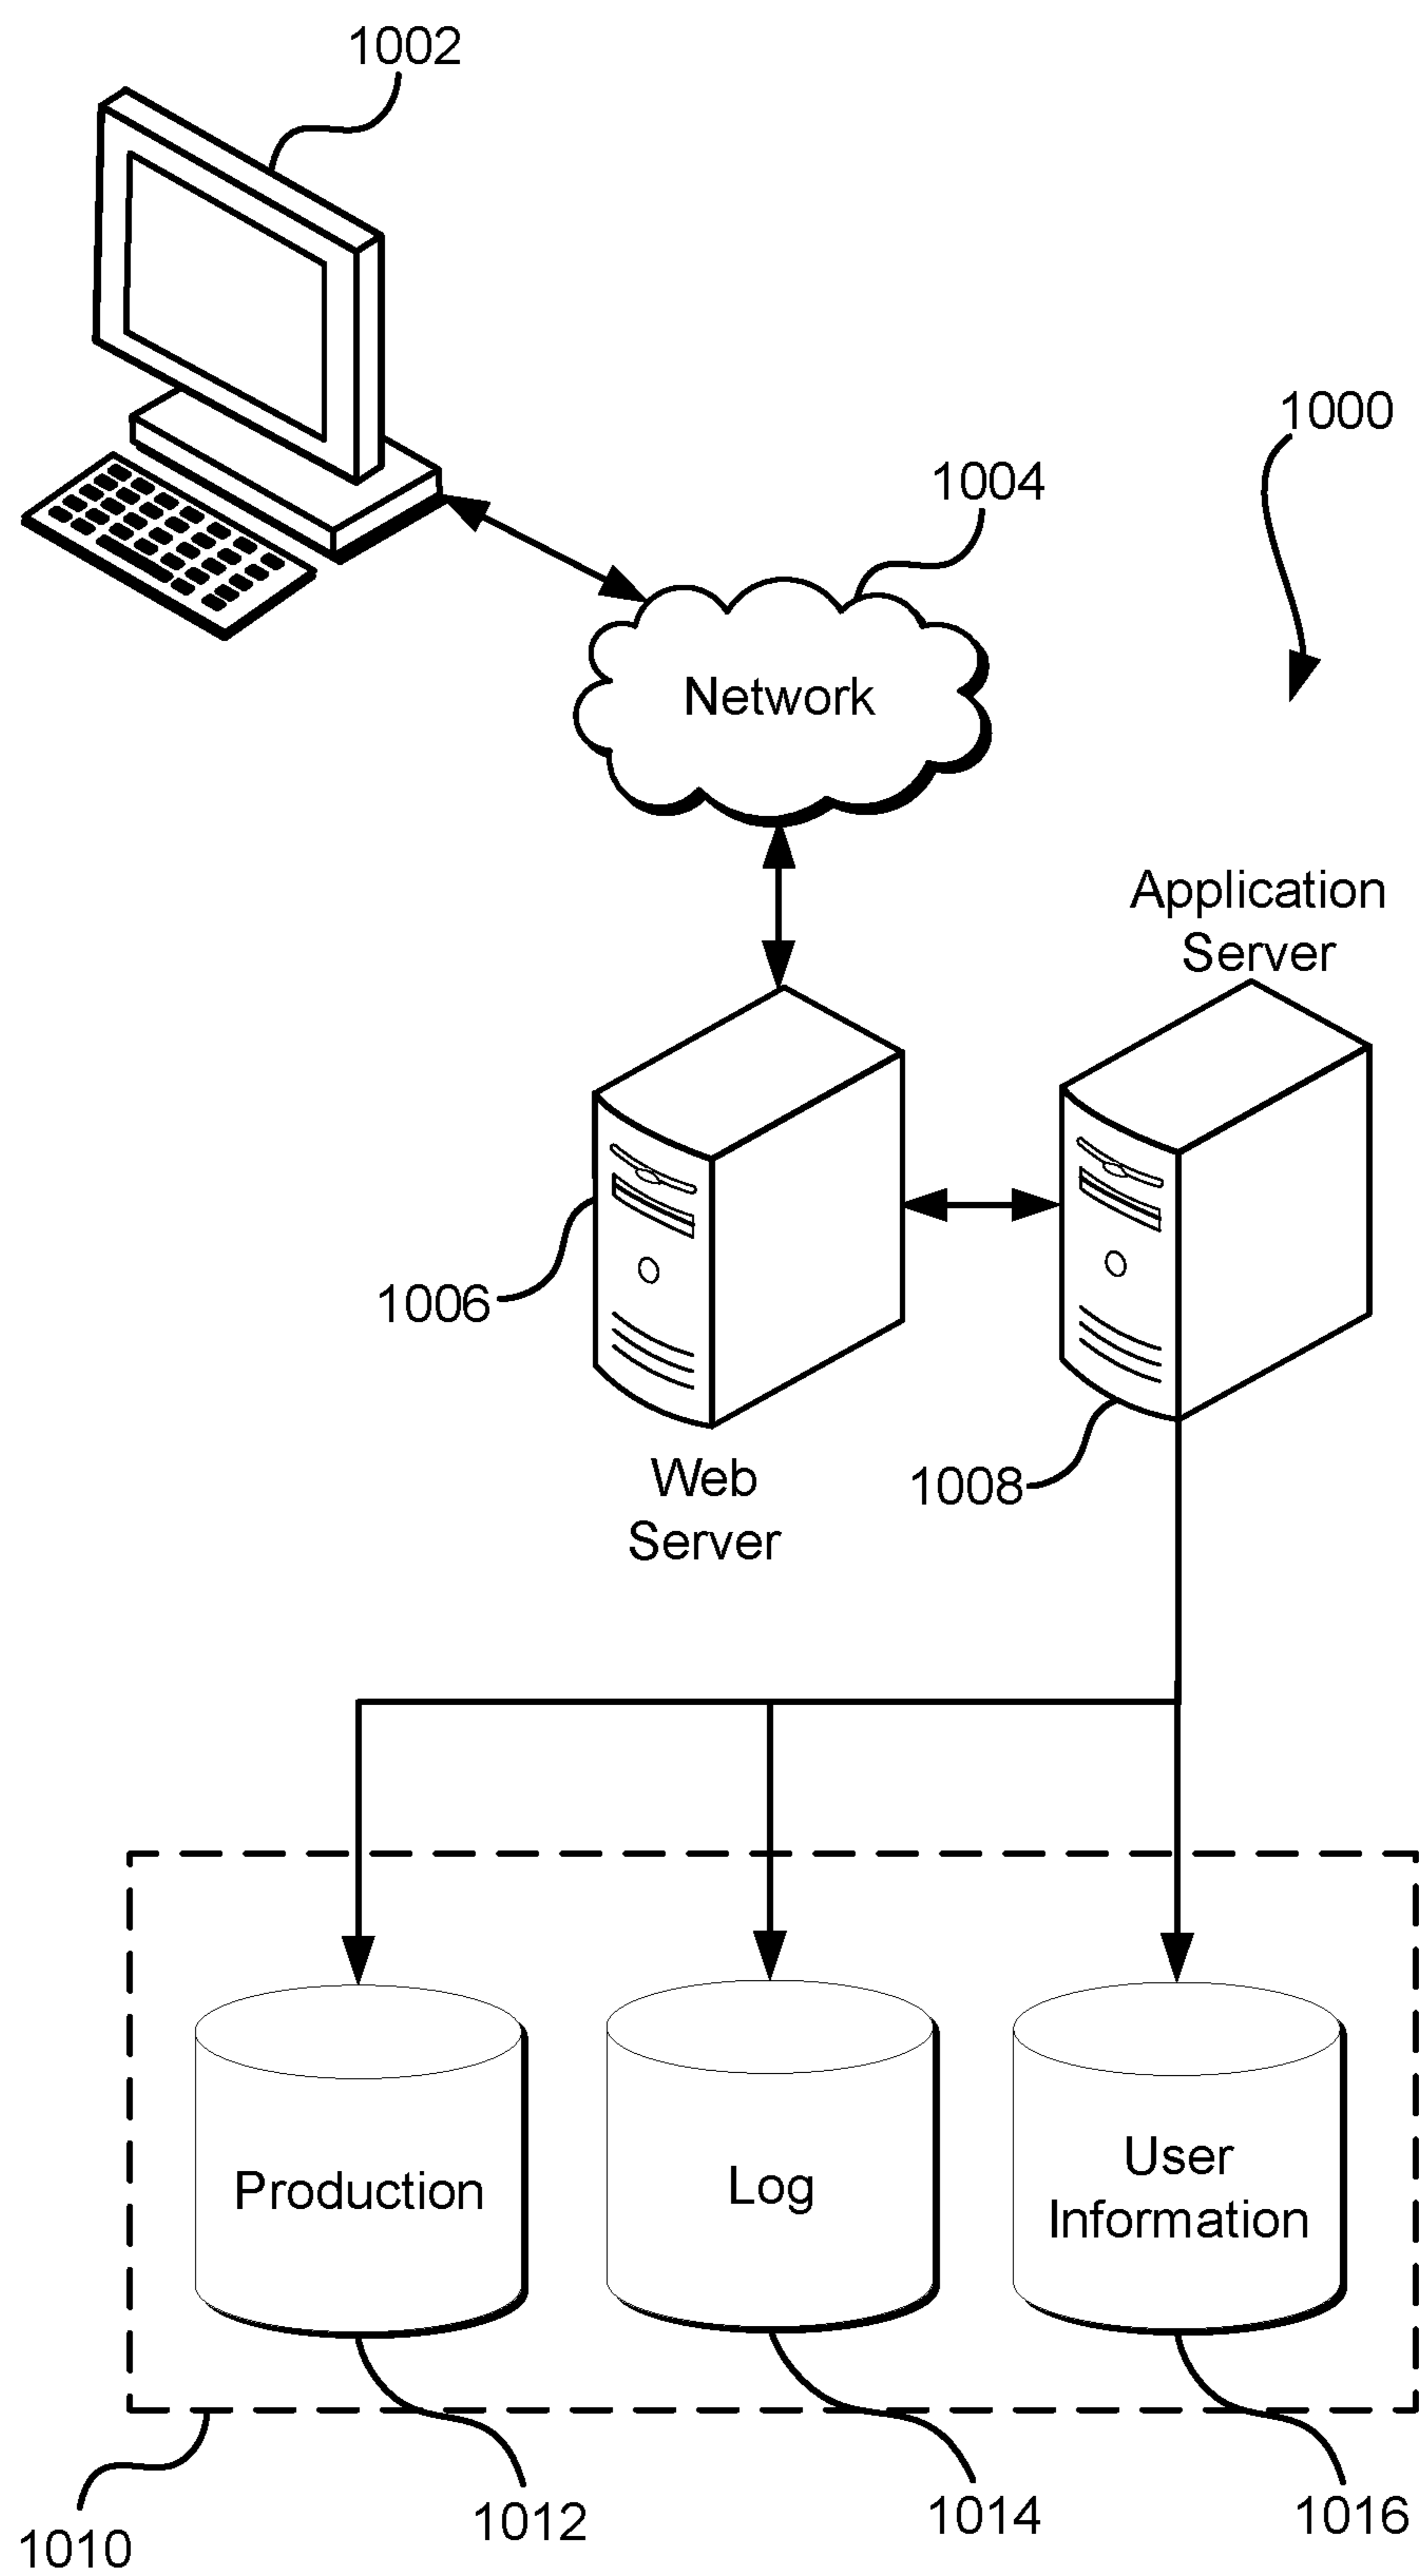 1002
1000
1004
Network
Application
Server
1006
1008
Web
Server
Production
Log
User
Information
1010
1012
1014
1016